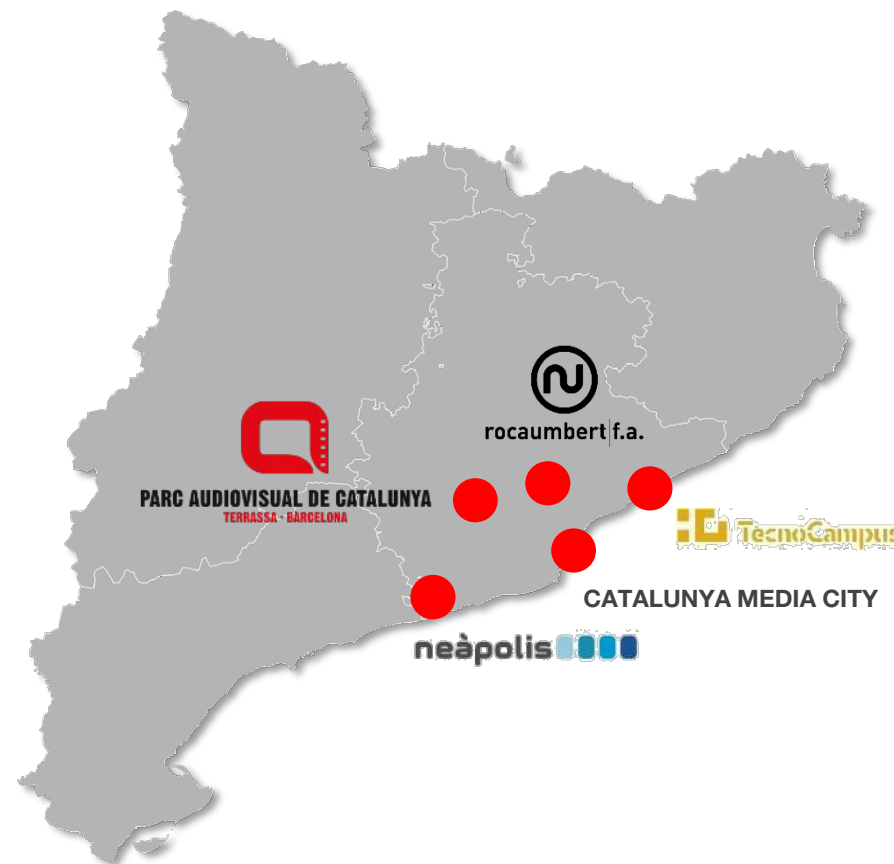 rocaumbert f.a.
PARC AUDIOVISUAL DE CATALUNYA
TERRASSA - BARCELONA
TecnoCampus
CATALUNYA MEDIA CITY
neàpolis